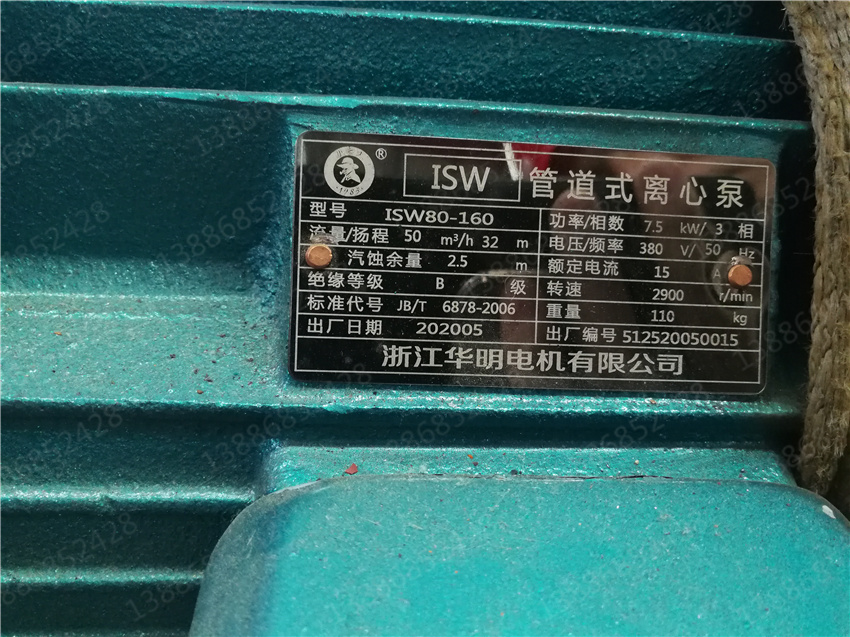 ® ISW 管道式离心泵
1983
型号 ISW80-160 功率/相数 7.5 kW/ 3 相
流量/扬程 50 m³/h 32 m 电压/频率 380 V/ 50 Hz
汽蚀余量 2.5 m 额定电流 15 A
绝缘等级 B 级 转速 2900 r/min
标准代号 JB/T 6878-2006 重量 110 kg
出厂日期 202005 出厂编号 512520050015
浙江华明电机有限公司
13886852428